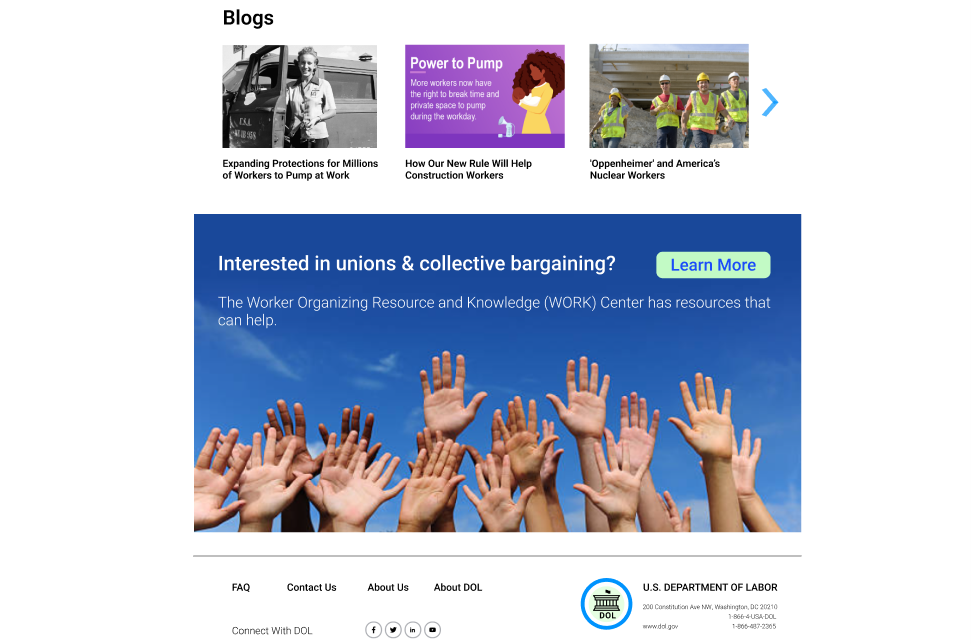 Blogs
Power to Pump
More workers now have
the right to break time and
private space to pump
during the workday.
U.S.A.
Expanding Protections for Millions
of Workers to Pump at Work
How Our New Rule Will Help
Construction Workers
'Oppenheimer' and America's
Nuclear Workers
Interested in unions & collective bargaining?
Learn More
The Worker Organizing Resource and Knowledge (WORK) Center has resources that
can help.
FAQ Contact Us About Us About DOL
U.S. DEPARTMENT OF LABOR
DOL
200 Constitution Ave NW, Washington, DC 20210
1-866-4-USA-DOL
www.dol.gov 1-866-487-2365
Connect With DOL